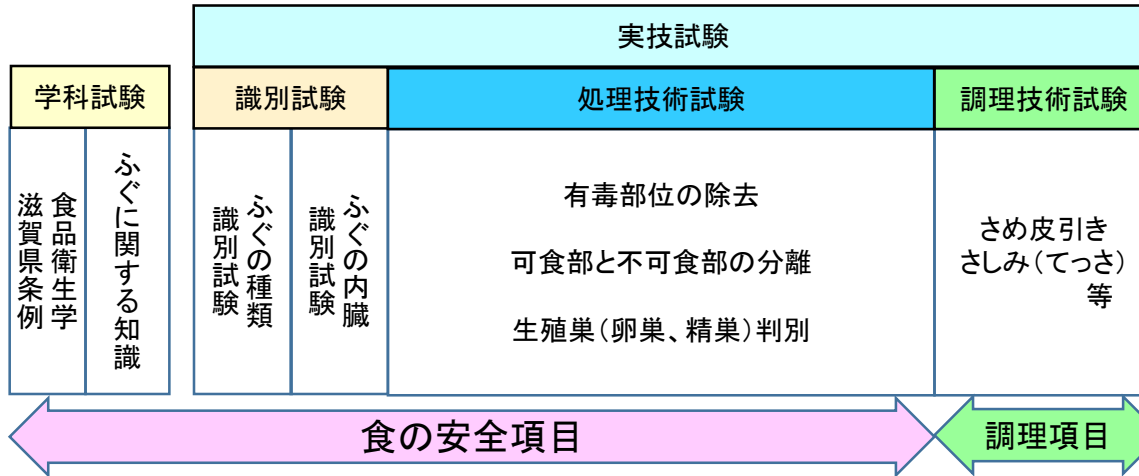 実技試験
学科試験
識別試験
処理技術試験
調理技術試験
食品衛生学
滋賀県条例
ふぐに関する知識
ふぐの種類
識別試験
ふぐの内臓
識別試験
有毒部位の除去
可食部と不可食部の分離
生殖巣（卵巣、精巣）判別
さめ皮引き
さしみ（てっさ）
等
食の安全項目
調理項目